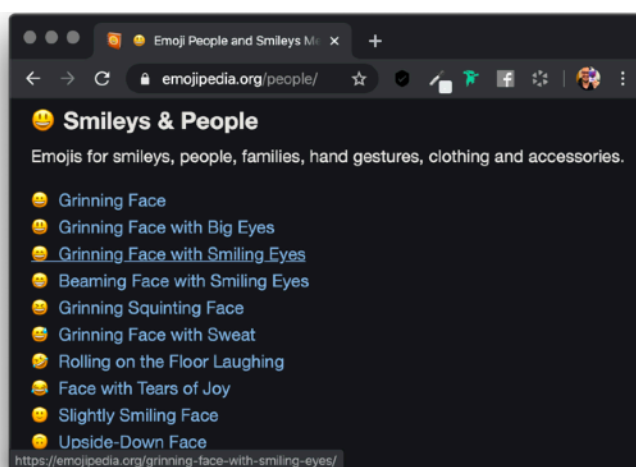 Emoji People and Smileys M
emojipedia.org/people/
Smileys & People
Emojis for smileys, people, families, hand gestures, clothing and accessories.
Grinning Face
Grinning Face with Big Eyes
Grinning Face with Smiling Eyes
Beaming Face with Smiling Eyes
Grinning Squinting Face
Grinning Face with Sweat
Rolling on the Floor Laughing
Face with Tears of Joy
Slightly Smiling Face
Upside-Down Face
https://emojipedia.org/grinning-face-with-smiling-eyes/